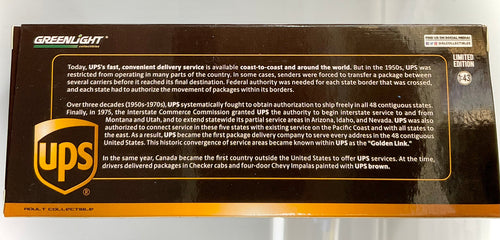 GREENLIGHT
collectibles
FIND US ON SOCIAL MEDIA!
GLCOLLECTIBLES
LIMITED
EDITION
1:43
Today, UPS's fast, convenient delivery service is available coast-to-coast and around the world. But in the 1950s, UPS was
restricted from operating in many parts of the country. In some cases, senders were forced to transfer a package between
several carriers before it reached its final destination. Federal authority was needed for each state border that was crossed,
and each state had to authorize the movement of packages within its borders.
Over three decades (1950s-1970s), UPS systematically fought to obtain authorization to ship freely in all 48 contiguous states.
Finally, in 1975, the Interstate Commerce Commission granted UPS the authority to begin interstate service to and from
Montana and Utah, and to extend statewide its partial service areas in Arizona, Idaho, and Nevada. UPS was also
authorized to connect service in these five states with existing service on the Pacific Coast and with all states to
the east. As a result, UPS became the first package delivery company to serve every address in the 48 contiguous
United States. This historic convergence of service areas became known within UPS as the "Golden Link."
In the same year, Canada became the first country outside the United States to offer UPS services. At the time,
drivers delivered packages in Checker cabs and four-door Chevy Impalas painted with UPS brown.
ups
®
ADULT COLLECTIBLE